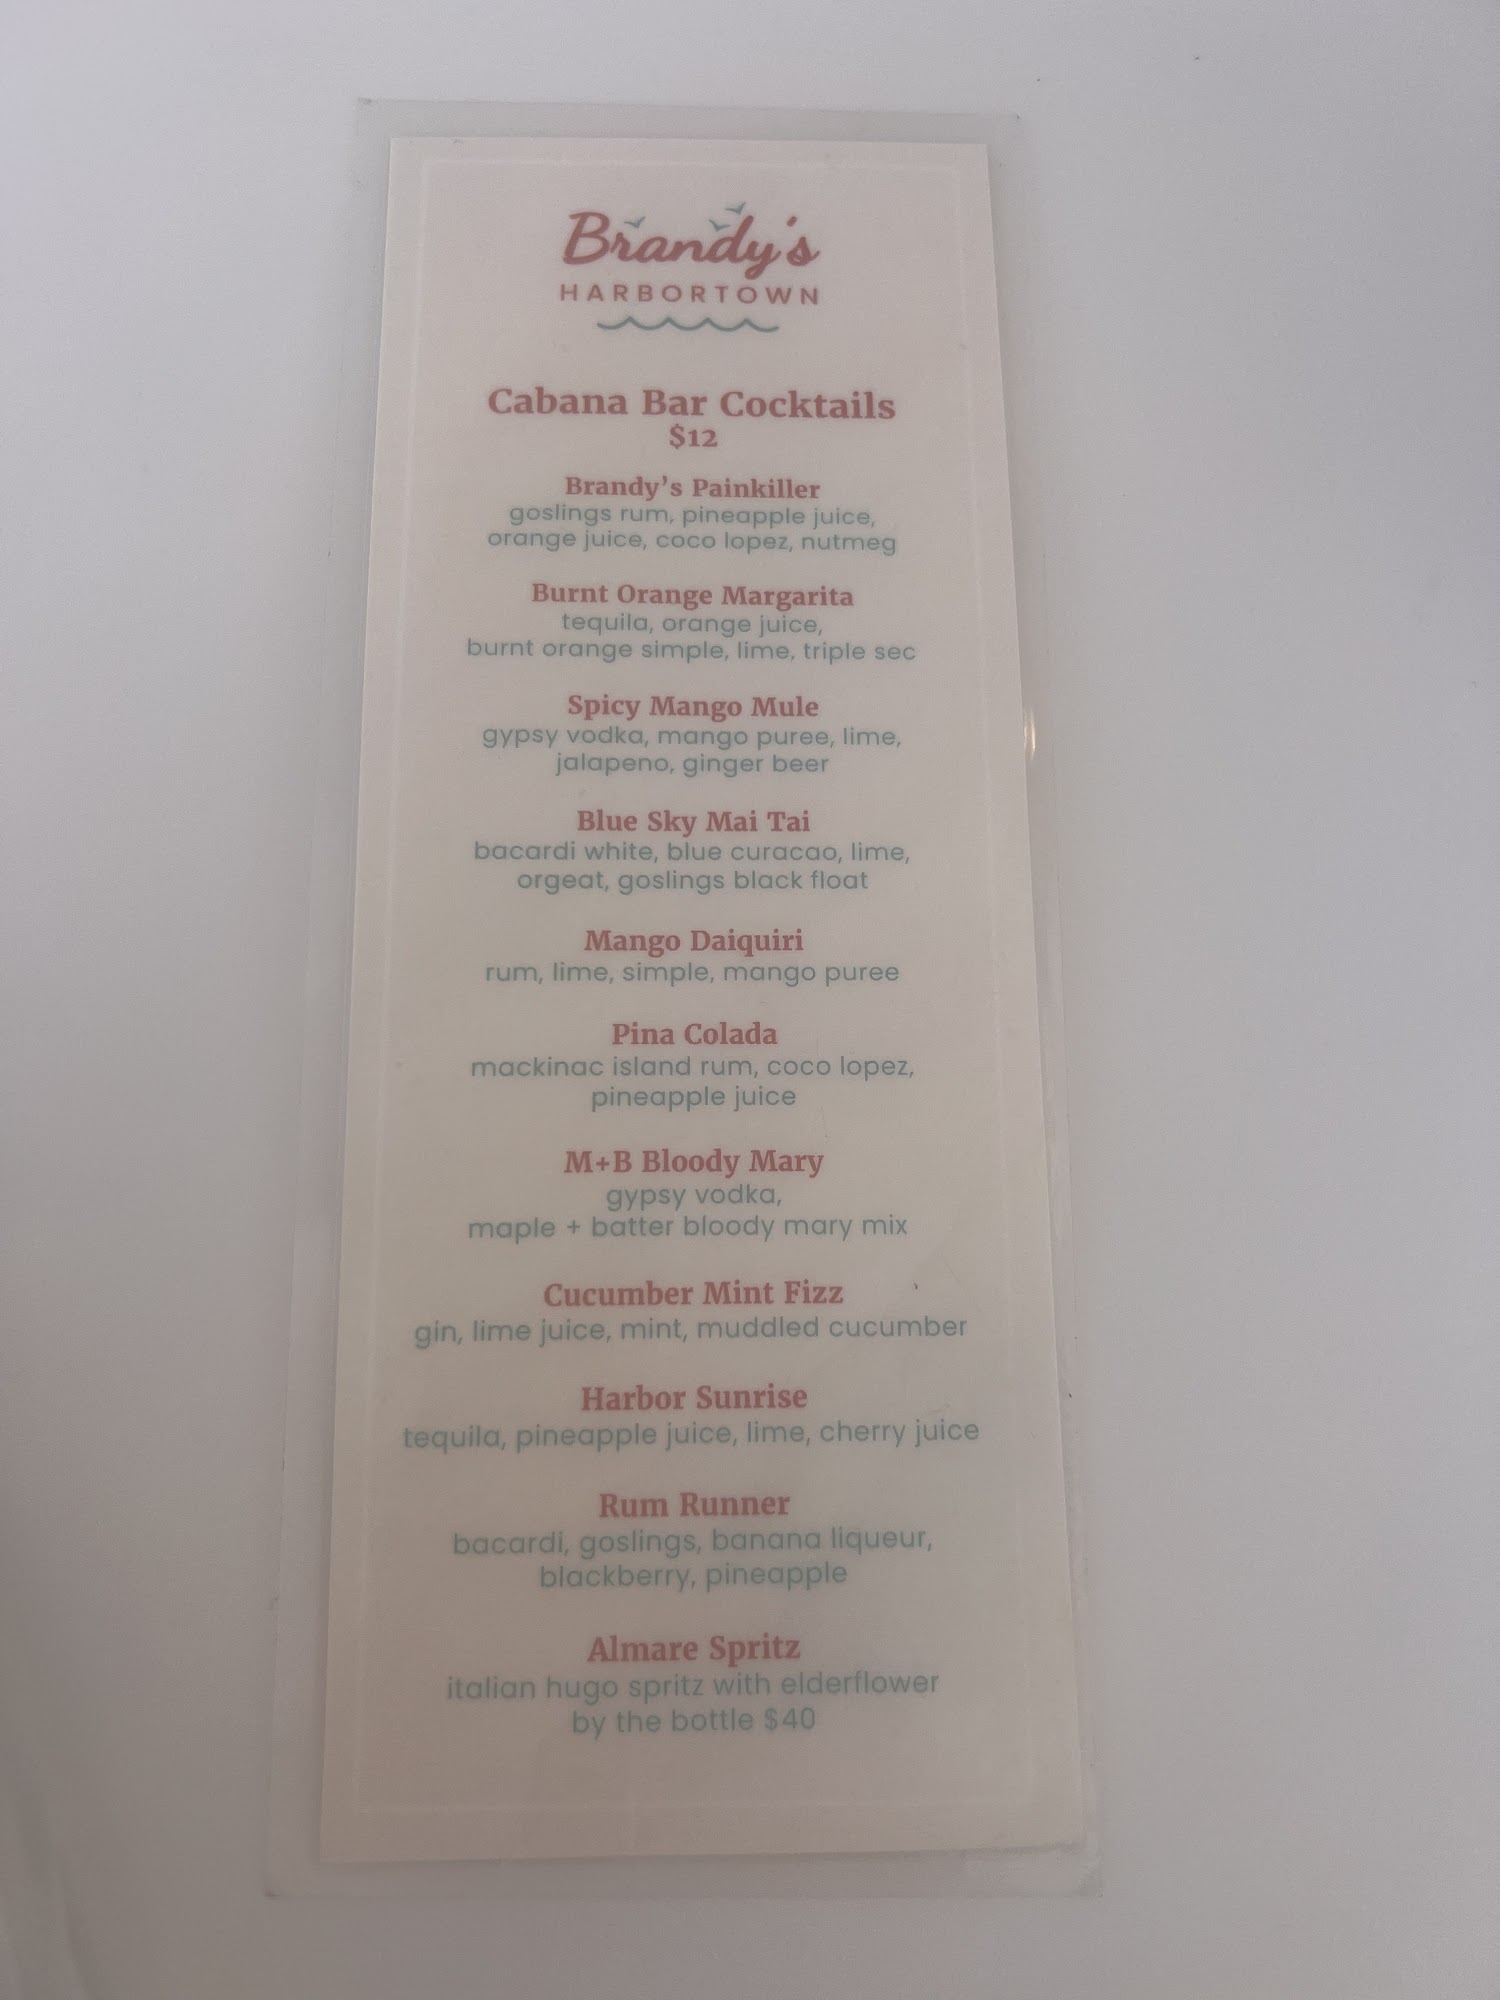 Brandy's
HARBORTOWN
Cabana Bar Cocktails
$12
Brandy's Painkiller
goslings rum, pineapple juice,
orange juice, coco lopez, nutmeg
Burnt Orange Margarita
tequila, orange juice,
burnt orange simple, lime, triple sec
Spicy Mango Mule
gypsy vodka, mango puree, lime,
jalapeno, ginger beer
Blue Sky Mai Tai
bacardi white, blue curacao, lime,
orgeat, goslings black float
Mango Daiquiri
rum, lime, simple, mango puree
Pina Colada
mackinac island rum, coco lopez,
pineapple juice
M+B Bloody Mary
gypsy vodka,
maple + batter bloody mary mix
Cucumber Mint Fizz
gin, lime juice, mint, muddled cucumber
Harbor Sunrise
tequila, pineapple juice, lime, cherry juice
Rum Runner
bacardi, goslings, banana liqueur,
blackberry, pineapple
Almare Spritz
italian hugo spritz with elderflower
by the bottle $40